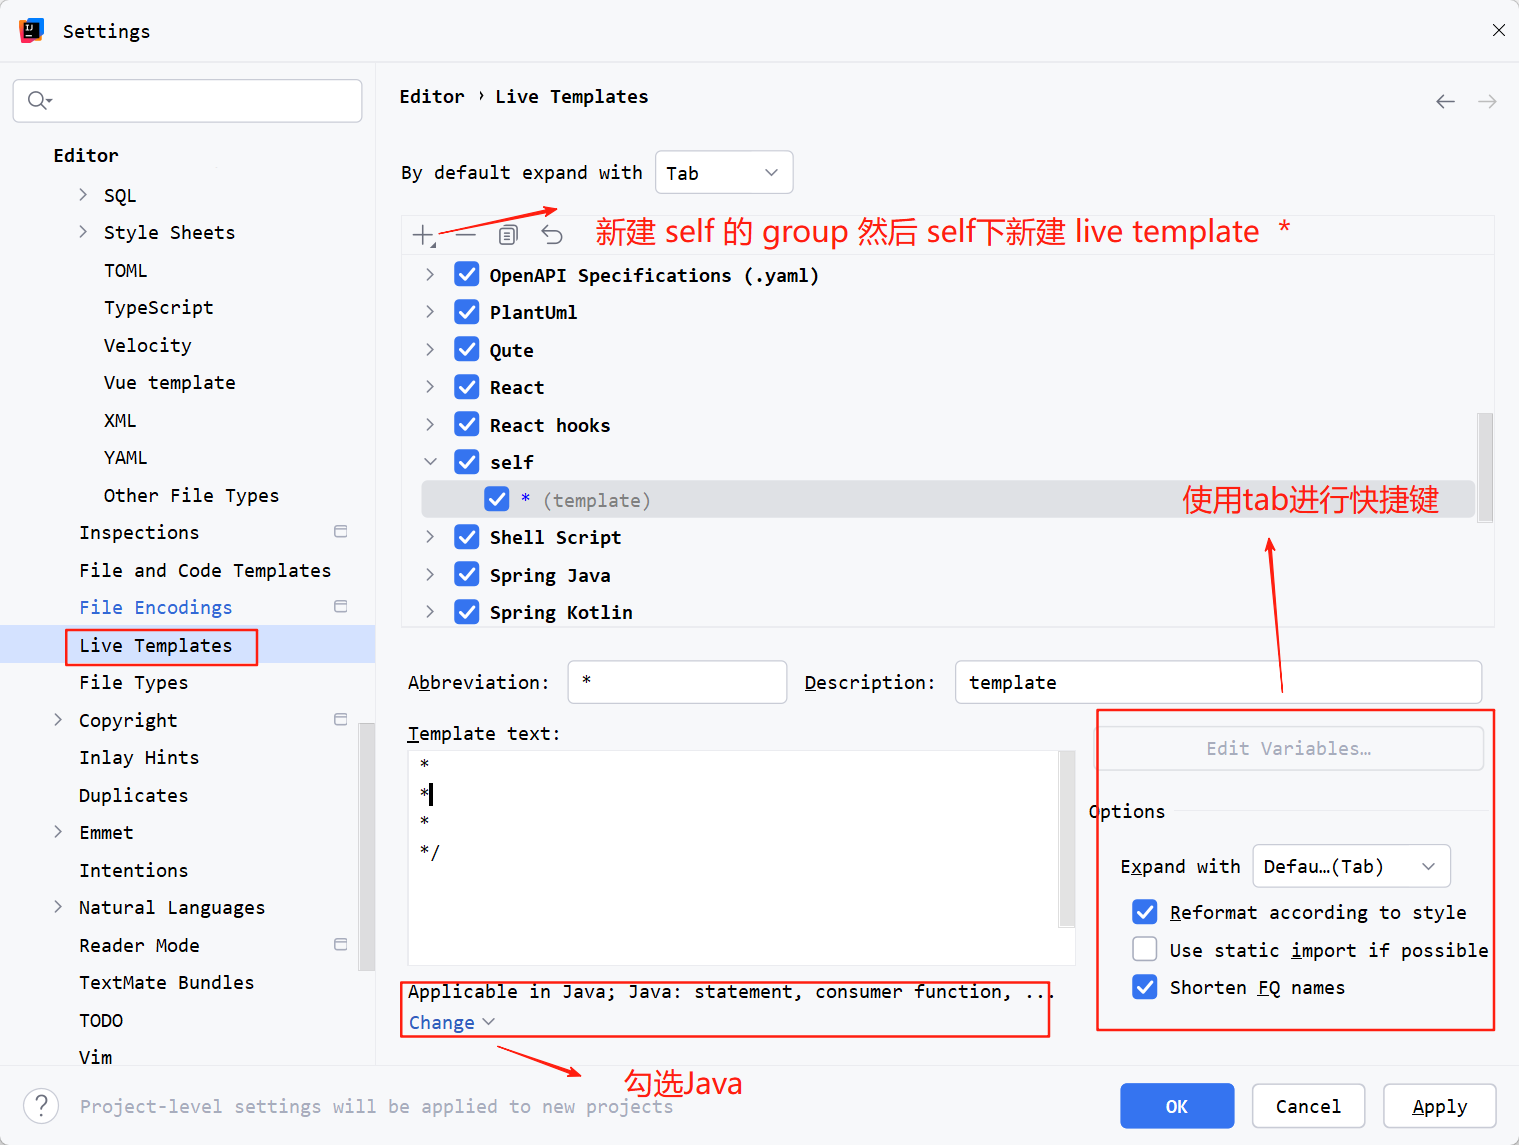 Settings
Editor › Live Templates
Editor
SQL
Style Sheets
TOML
TypeScript
Velocity
Vue template
XML
YAML
Other File Types
Inspections
File and Code Templates
File Encodings
Live Templates
File Types
Copyright
Inlay Hints
Duplicates
Emmet
Intentions
Natural Languages
Reader Mode
TextMate Bundles
TODO
Vim
By default expand with Tab
新建 self 的 group 然后 self下新建 live template *
OpenAPI Specifications (.yaml)
PlantUml
Qute
React
React hooks
self
* (template)
使用tab进行快捷键
Shell Script
Spring Java
Spring Kotlin
Abbreviation: * Description: template
Template text:
*
*
*
*/
Edit Variables…
Options
Expand with Defau…(Tab)
Reformat according to style
Use static import if possible
Shorten FQ names
Applicable in Java; Java: statement, consumer function, ...
Change
勾选Java
? Project-level settings will be applied to new projects
OK Cancel Apply